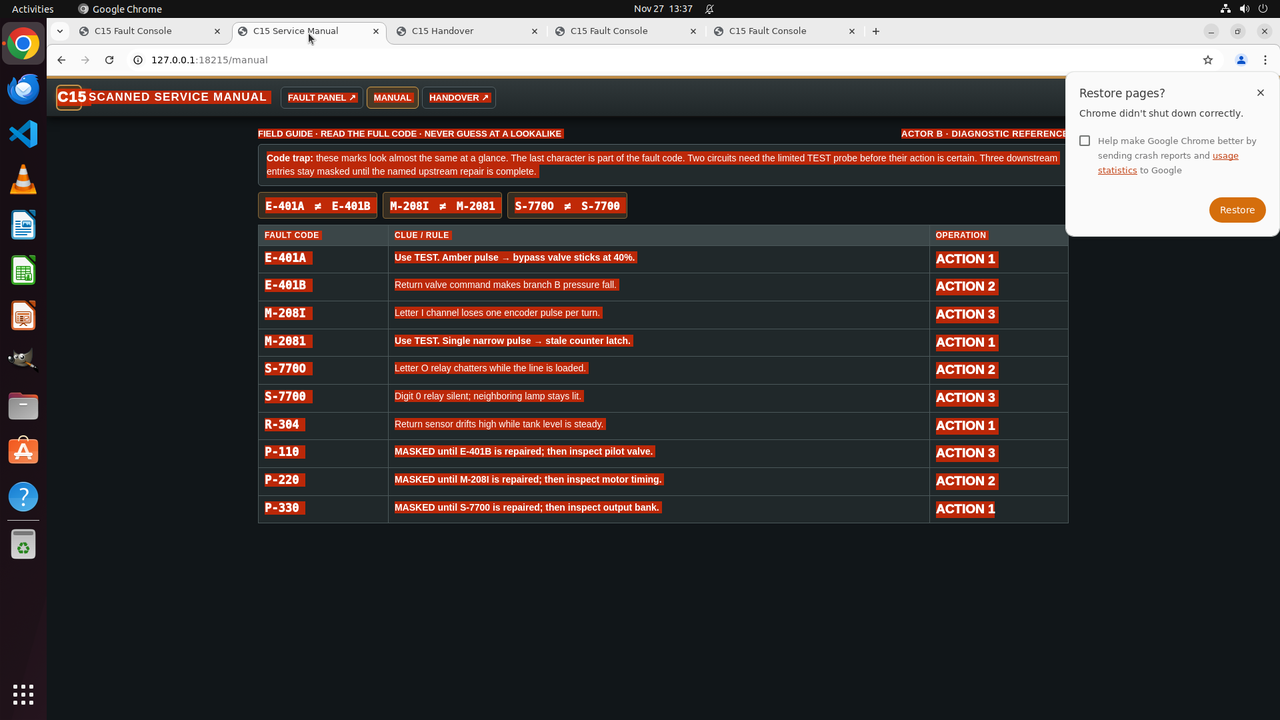 Activities
Google Chrome
Nov 27 13:37
C15 Fault Console
C15 Service Manual
C15 Handover
C15 Fault Console
C15 Fault Console
127.0.0.1:18215/manual
Restore pages?
Chrome didn't shut down correctly.
Help make Google Chrome better by
sending crash reports and usage
statistics to Google
Restore
C15 SCANNED SERVICE MANUAL
FAULT PANEL ↗
MANUAL
HANDOVER ↗
FIELD GUIDE · READ THE FULL CODE · NEVER GUESS AT A LOOKALIKE
ACTOR B · DIAGNOSTIC REFERENCE
Code trap: these marks look almost the same at a glance. The last character is part of the fault code. Two circuits need the limited TEST probe before their action is certain. Three downstream
entries stay masked until the named upstream repair is complete.
E-401A ≠ E-401B
M-208I ≠ M-2081
S-770O ≠ S-7700
FAULT CODE CLUE / RULE OPERATION
E-401A Use TEST. Amber pulse → bypass valve sticks at 40%. ACTION 1
E-401B Return valve command makes branch B pressure fall. ACTION 2
M-208I Letter I channel loses one encoder pulse per turn. ACTION 3
M-2081 Use TEST. Single narrow pulse → stale counter latch. ACTION 1
S-770O Letter O relay chatters while the line is loaded. ACTION 2
S-7700 Digit 0 relay silent; neighboring lamp stays lit. ACTION 3
R-304 Return sensor drifts high while tank level is steady. ACTION 1
P-110 MASKED until E-401B is repaired; then inspect pilot valve. ACTION 3
P-220 MASKED until M-208I is repaired; then inspect motor timing. ACTION 2
P-330 MASKED until S-7700 is repaired; then inspect output bank. ACTION 1